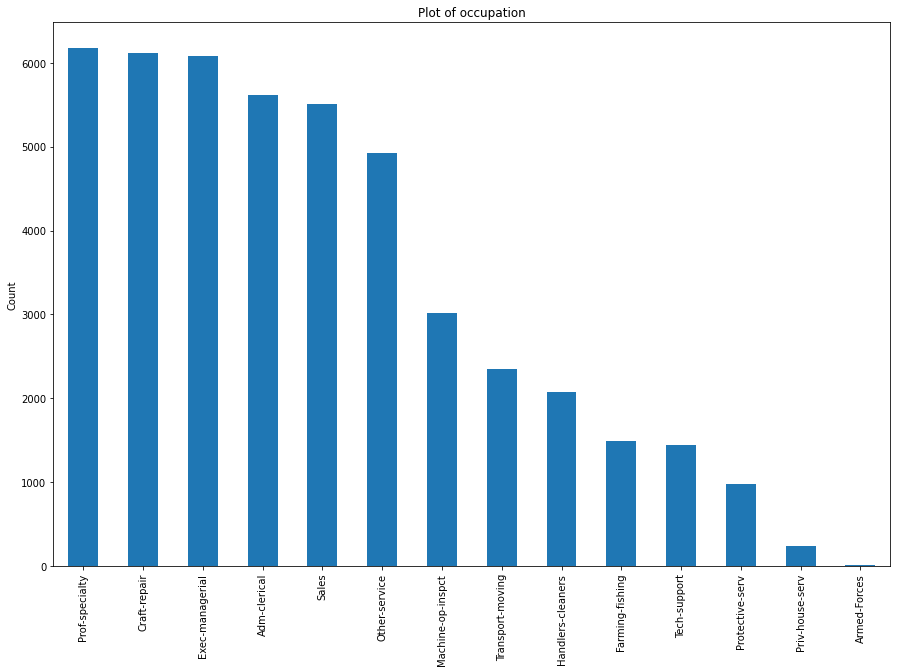 Plot of occupation
6000
5000
4000
3000
2000
1000
0
Count
Prof-specialty
Craft-repair
Exec-managerial
Adm-clerical
Sales
Other-service
Machine-op-inspct
Transport-moving
Handlers-cleaners
Farming-fishing
Tech-support
Protective-serv
Priv-house-serv
Armed-Forces